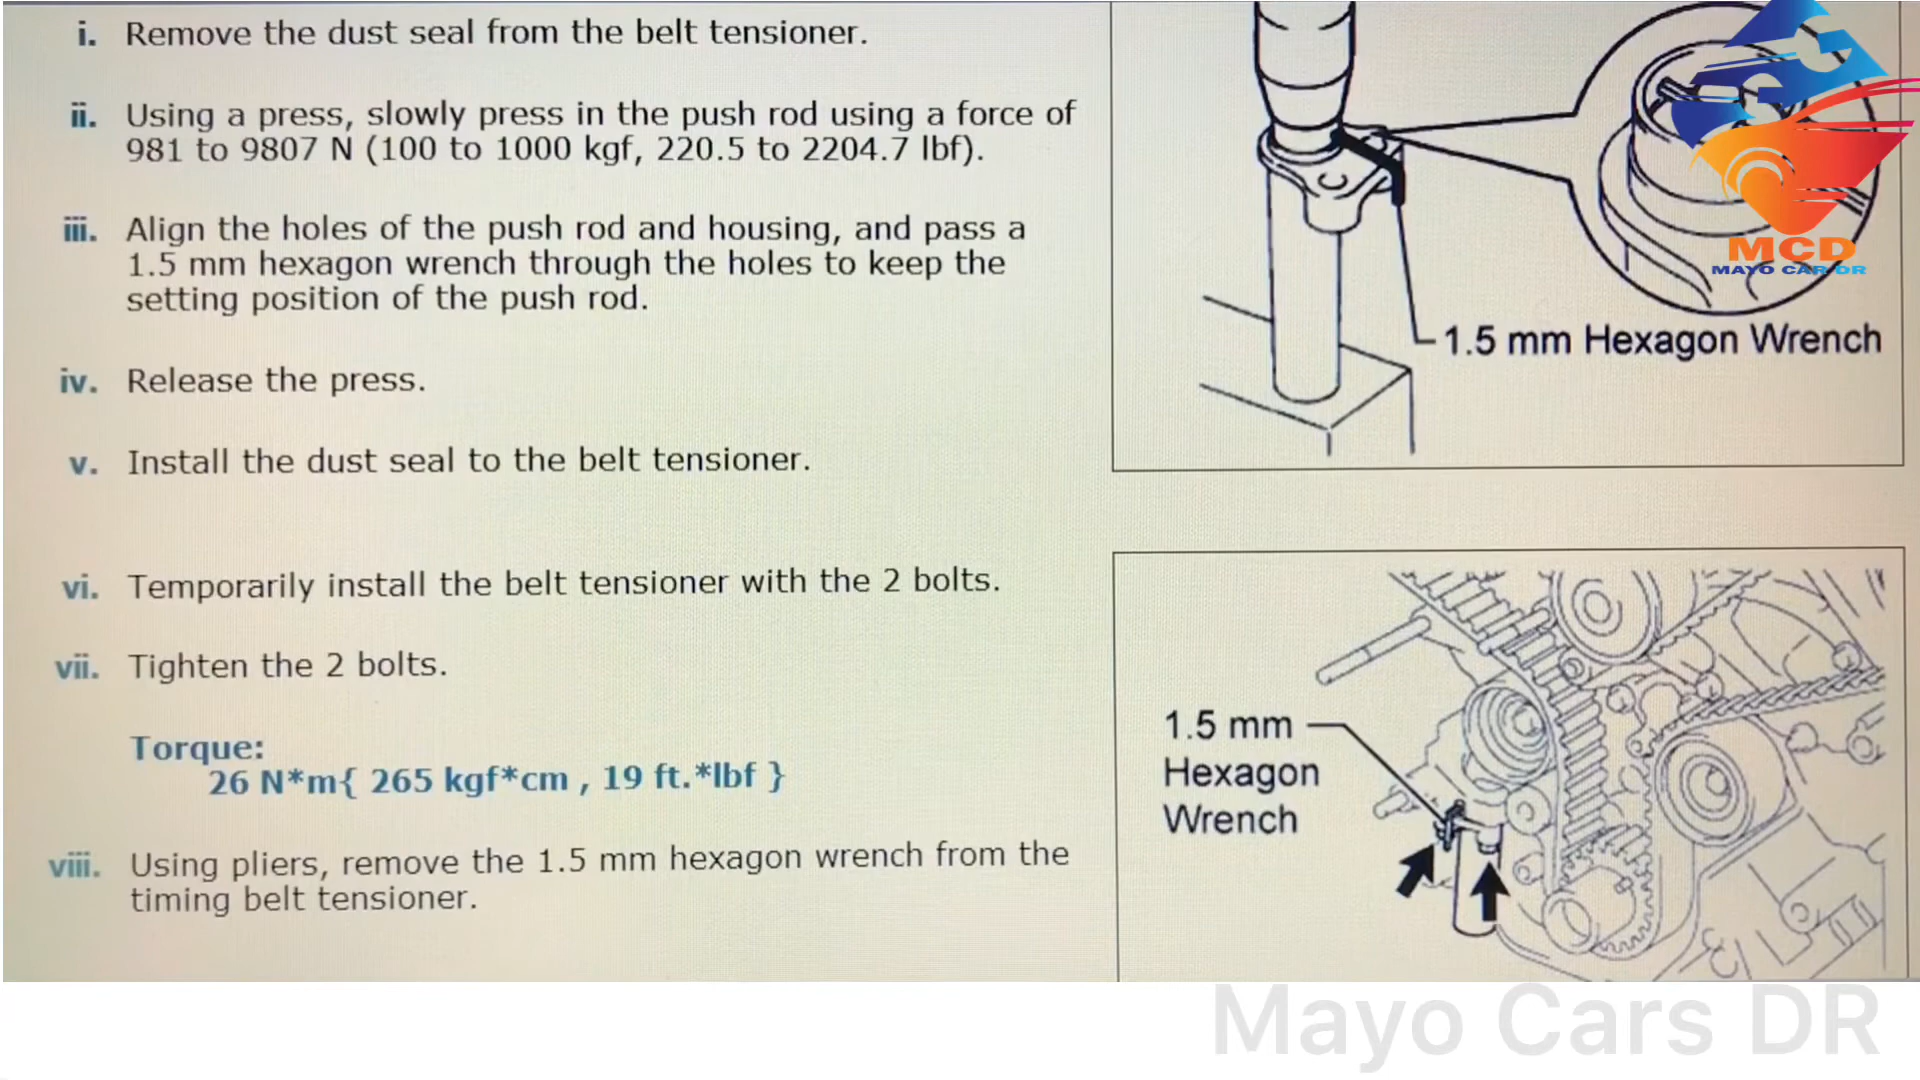 i. Remove the dust seal from the belt tensioner.
ii. Using a press, slowly press in the push rod using a force of
981 to 9807 N (100 to 1000 kgf, 220.5 to 2204.7 lbf).
iii. Align the holes of the push rod and housing, and pass a
1.5 mm hexagon wrench through the holes to keep the
setting position of the push rod.
iv. Release the press.
v. Install the dust seal to the belt tensioner.
vi. Temporarily install the belt tensioner with the 2 bolts.
vii. Tighten the 2 bolts.
Torque:
26 N*m{ 265 kgf*cm , 19 ft.*lbf }
viii. Using pliers, remove the 1.5 mm hexagon wrench from the
timing belt tensioner.
1.5 mm Hexagon Wrench
MCD
MAYO CAR DR
1.5 mm
Hexagon
Wrench
Mayo Cars DR